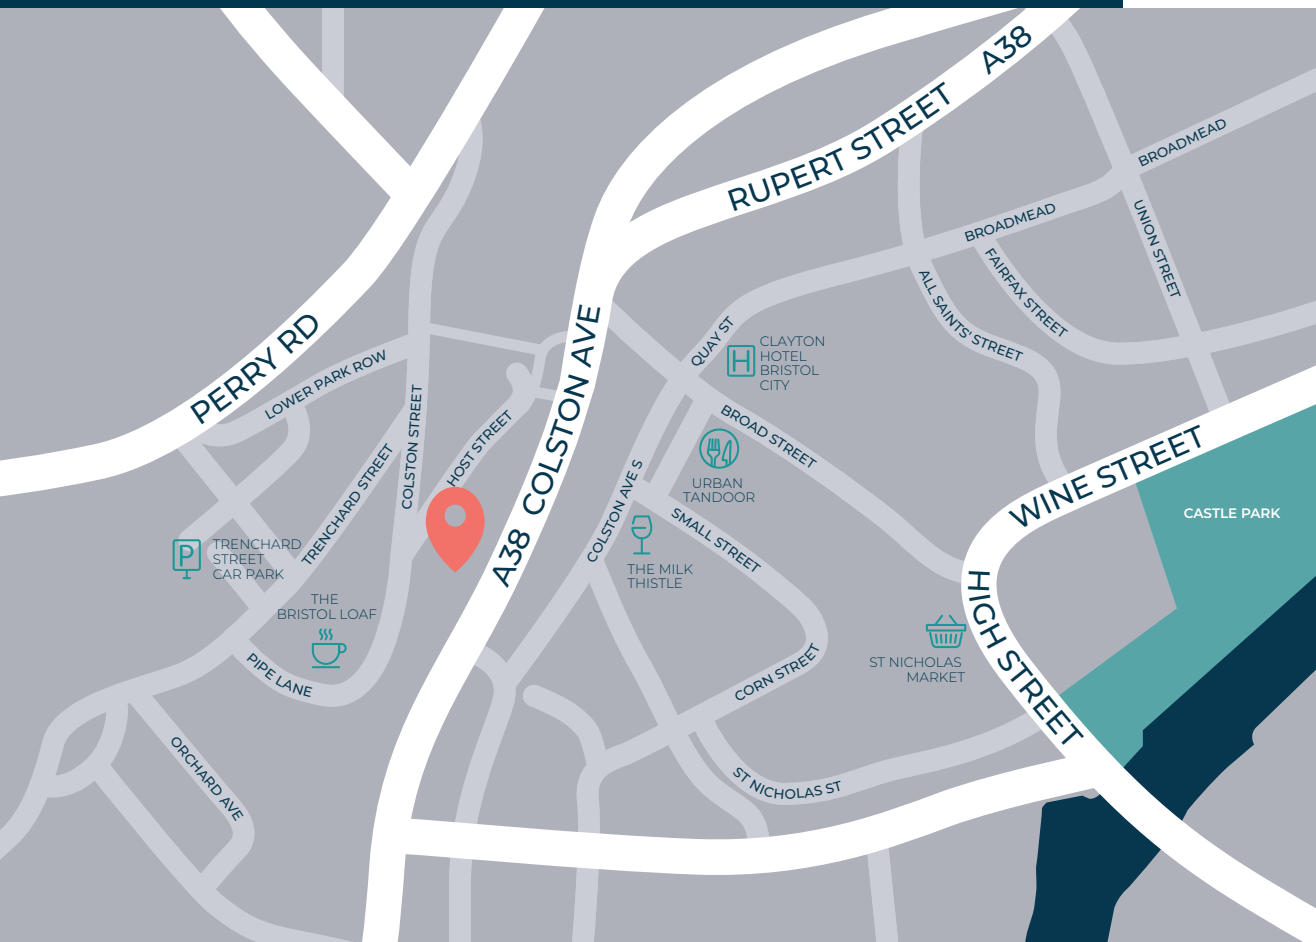 A38
RUPERT STREET
BROADMEAD
BROADMEAD
UNION STREET
FAIRFAX STREET
ALL SAINTS' STREET
PERRY RD
LOWER PARK ROW
COLSTON STREET
TRENCHARD STREET
HOST STREET
A38 COLSTON AVE
QUAY ST
CLAYTON
HOTEL
BRISTOL
CITY
BROAD STREET
URBAN
TANDOOR
COLSTON AVE S
SMALL STREET
WINE STREET
CASTLE PARK
P
TRENCHARD
STREET
CAR PARK
THE
BRISTOL LOAF
THE MILK
THISTLE
HIGH STREET
ST NICHOLAS
MARKET
PIPE LANE
CORN STREET
ORCHARD AVE
ST NICHOLAS ST
H